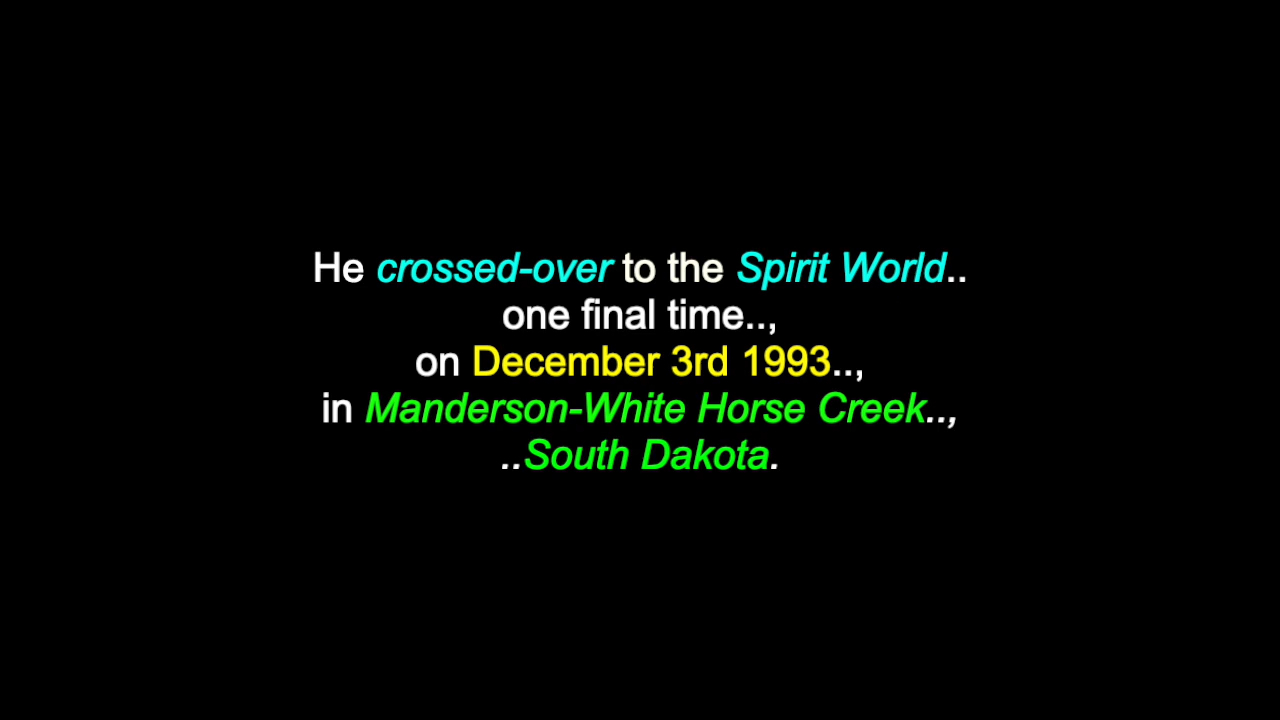 He crossed-over to the Spirit World..
one final time..,
on December 3rd 1993..,
in Manderson-White Horse Creek..,
..South Dakota.